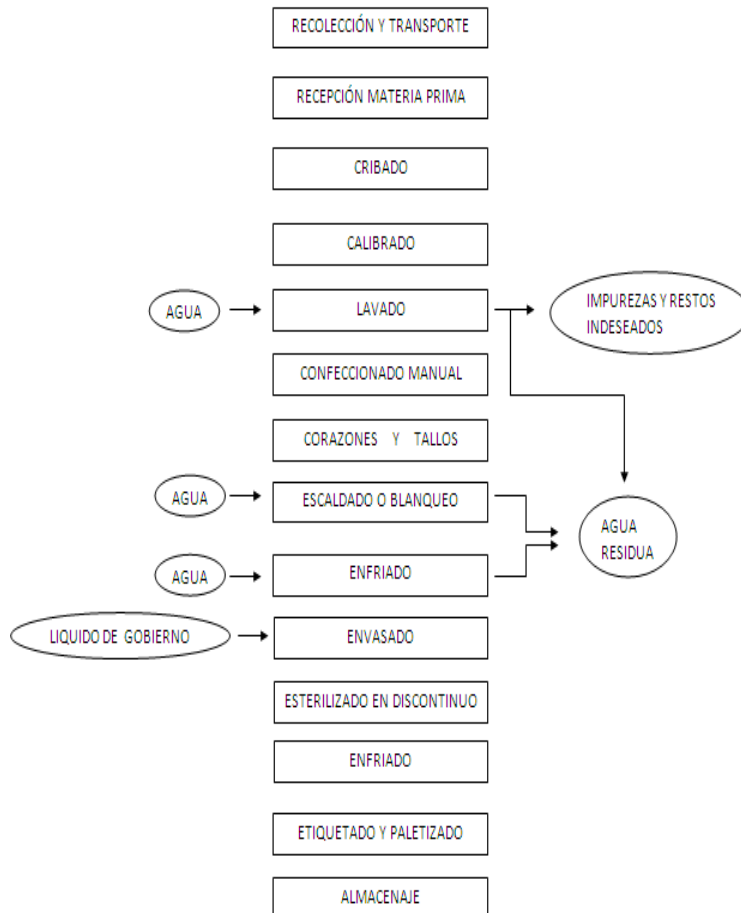 RECOLECCIÓN Y TRANSPORTE
RECEPCIÓN MATERIA PRIMA
CRIBADO
CALIBRADO
AGUA
LAVADO
IMPUREZAS Y RESTOS
INDESEADOS
CONFECCIONADO MANUAL
CORAZONES Y TALLOS
AGUA
ESCALDADO O BLANQUEO
AGUA
RESIDUA
AGUA
ENFRIADO
LIQUIDO DE GOBIERNO
ENVASADO
ESTERILIZADO EN DISCONTINUO
ENFRIADO
ETIQUETADO Y PALETIZADO
ALMACENAJE